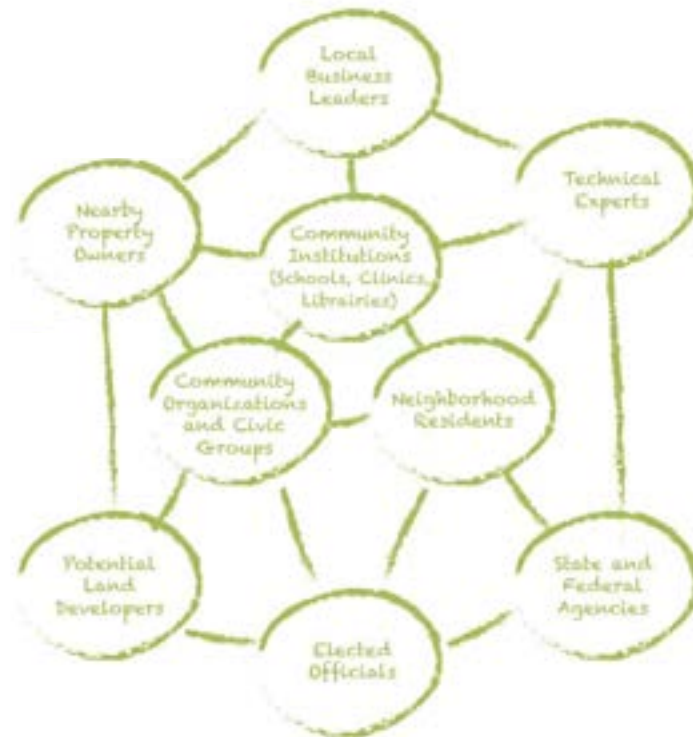 Local
Business
Leaders
Technical
Experts
Nearby
Property
Owners
Community
Institutions
(Schools, Clinics,
Librairies)
Community
Organizations
and Civic
Groups
Neighborhood
Residents
Potential
Land
Developers
State and
Federal
Agencies
Elected
Officials